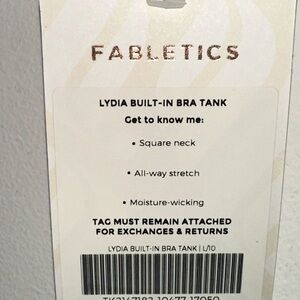 FABLETICS
LYDIA BUILT-IN BRA TANK
Get to know me:
• Square neck
• All-way stretch
• Moisture-wicking
TAG MUST REMAIN ATTACHED
FOR EXCHANGES & RETURNS
LYDIA BUILT-IN BRA TANK | L/10